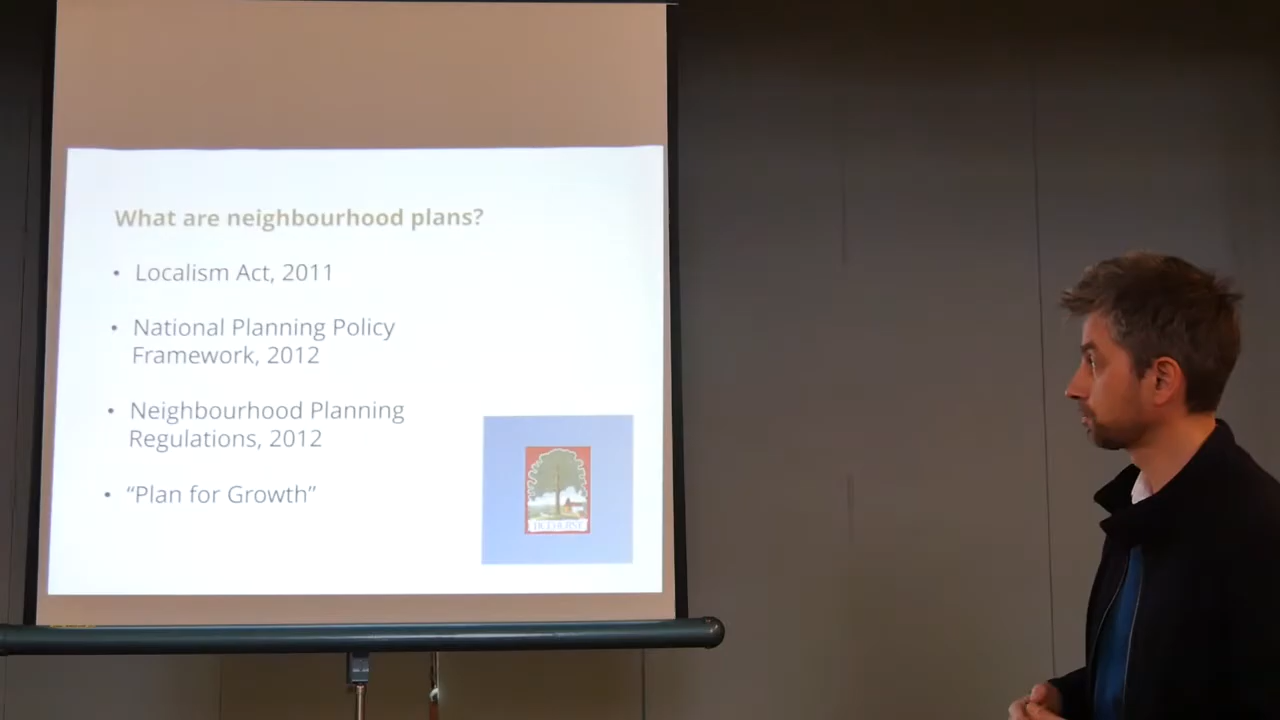 What are neighbourhood plans?
• Localism Act, 2011
• National Planning Policy
Framework, 2012
• Neighbourhood Planning
Regulations, 2012
• “Plan for Growth”